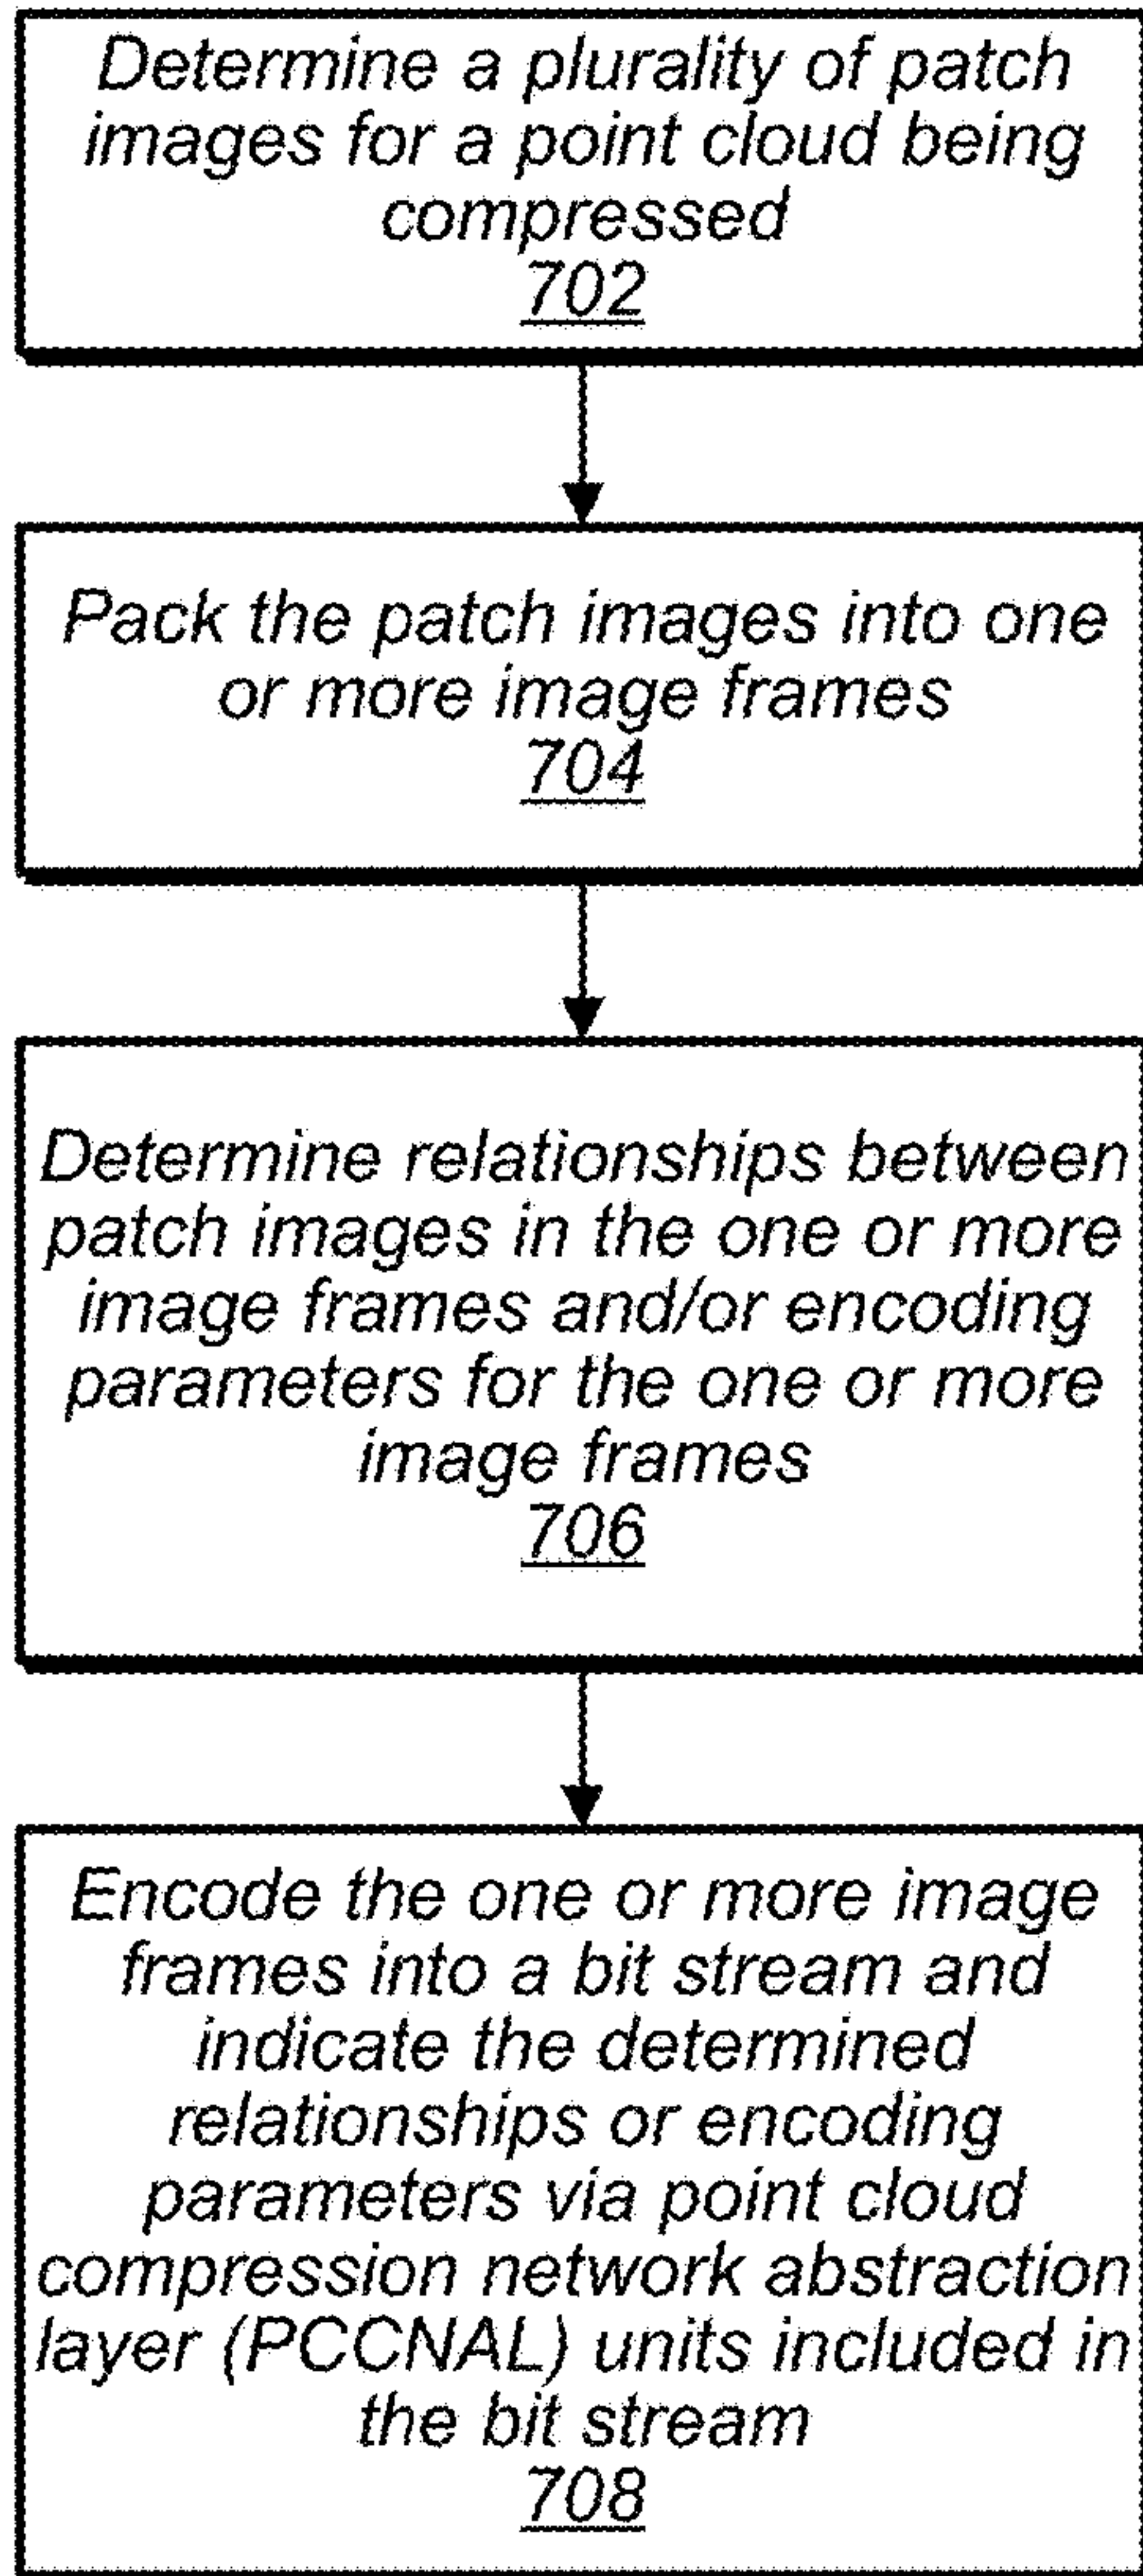 Determine a plurality of patch
images for a point cloud being
compressed
702
Pack the patch images into one
or more image frames
704
Determine relationships between
patch images in the one or more
image frames and/or encoding
parameters for the one or more
image frames
706
Encode the one or more image
frames into a bit stream and
indicate the determined
relationships or encoding
parameters via point cloud
compression network abstraction
layer (PCCNAL) units included in
the bit stream
708